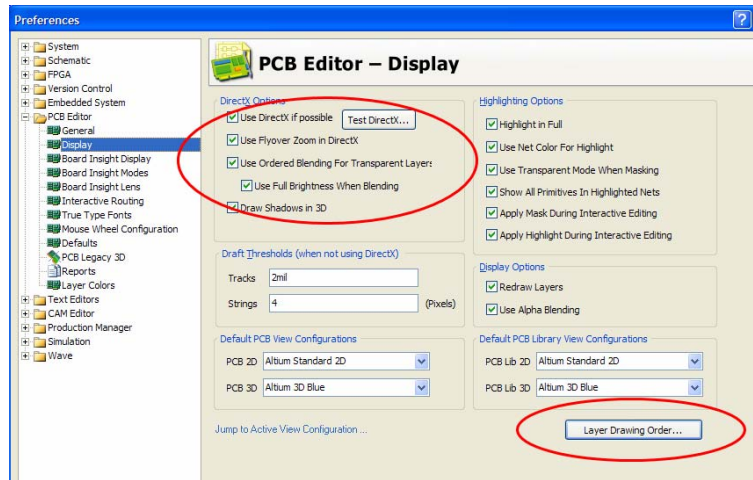 Preferences
System
Schematic
FPGA
Version Control
Embedded System
PCB Editor
General
Display
Board Insight Display
Board Insight Modes
Board Insight Lens
Interactive Routing
True Type Fonts
Mouse Wheel Configuration
Defaults
PCB Legacy 3D
Reports
Layer Colors
Text Editors
CAM Editor
Production Manager
Simulation
Wave
PCB Editor – Display
DirectX Options
Use DirectX if possible Test DirectX...
Use Flyover Zoom in DirectX
Use Ordered Blending For Transparent Layers
Use Full Brightness When Blending
Draw Shadows in 3D
Draft Thresholds (when not using DirectX)
Tracks 2mil
Strings 4 (Pixels)
Default PCB View Configurations
PCB 2D Altium Standard 2D
PCB 3D Altium 3D Blue
Jump to Active View Configuration ...
Highlighting Options
Highlight in Full
Use Net Color For Highlight
Use Transparent Mode When Masking
Show All Primitives In Highlighted Nets
Apply Mask During Interactive Editing
Apply Highlight During Interactive Editing
Display Options
Redraw Layers
Use Alpha Blending
Default PCB Library View Configurations
PCB Lib 2D Altium Standard 2D
PCB Lib 3D Altium 3D Blue
Layer Drawing Order...